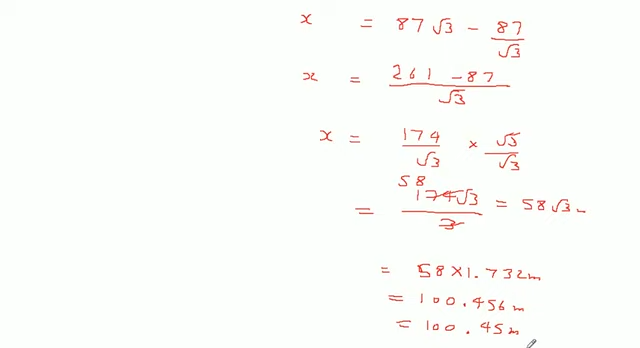 x = 87√3 − 87/√3
x = 261 − 87/√3
x = 174/√3 × √3/√3
58
= 174√3/3 = 58√3 m
= 58 × 1.732 m
= 100.456 m
= 100.45 m